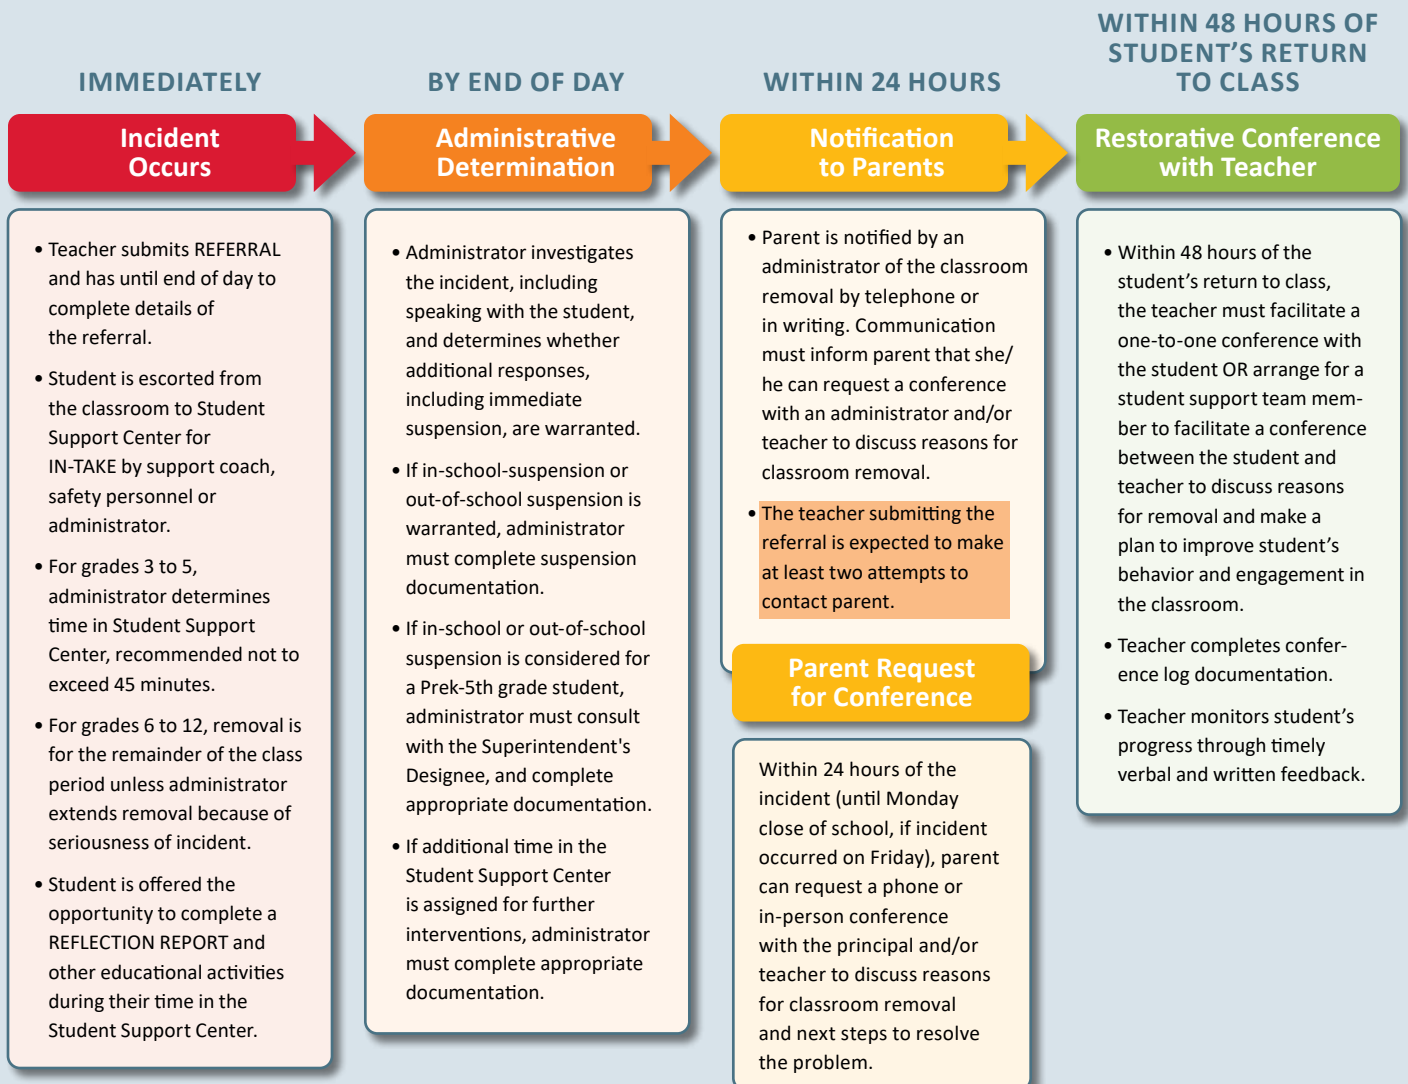 IMMEDIATELY
Incident
Occurs
• Teacher submits REFERRAL
and has until end of day to
complete details of
the referral.
• Student is escorted from
the classroom to Student
Support Center for
IN-TAKE by support coach,
safety personnel or
administrator.
• For grades 3 to 5,
administrator determines
time in Student Support
Center, recommended not to
exceed 45 minutes.
• For grades 6 to 12, removal is
for the remainder of the class
period unless administrator
extends removal because of
seriousness of incident.
• Student is offered the
opportunity to complete a
REFLECTION REPORT and
other educational activities
during their time in the
Student Support Center.
BY END OF DAY
Administrative
Determination
• Administrator investigates
the incident, including
speaking with the student,
and determines whether
additional responses,
including immediate
suspension, are warranted.
• If in-school-suspension or
out-of-school suspension is
warranted, administrator
must complete suspension
documentation.
• If in-school or out-of-school
suspension is considered for
a Prek-5th grade student,
administrator must consult
with the Superintendent's
Designee, and complete
appropriate documentation.
• If additional time in the
Student Support Center
is assigned for further
interventions, administrator
must complete appropriate
documentation.
WITHIN 24 HOURS
Notification
to Parents
• Parent is notified by an
administrator of the classroom
removal by telephone or
in writing. Communication
must inform parent that she/
he can request a conference
with an administrator and/or
teacher to discuss reasons for
classroom removal.
• The teacher submitting the
referral is expected to make
at least two attempts to
contact parent.
Parent Request
for Conference
Within 24 hours of the
incident (until Monday
close of school, if incident
occurred on Friday), parent
can request a phone or
in-person conference
with the principal and/or
teacher to discuss reasons
for classroom removal
and next steps to resolve
the problem.
WITHIN 48 HOURS OF
STUDENT’S RETURN
TO CLASS
Restorative Conference
with Teacher
• Within 48 hours of the
student’s return to class,
the teacher must facilitate a
one-to-one conference with
the student OR arrange for a
student support team mem-
ber to facilitate a conference
between the student and
teacher to discuss reasons
for removal and make a
plan to improve student’s
behavior and engagement in
the classroom.
• Teacher completes confer-
ence log documentation.
• Teacher monitors student’s
progress through timely
verbal and written feedback.